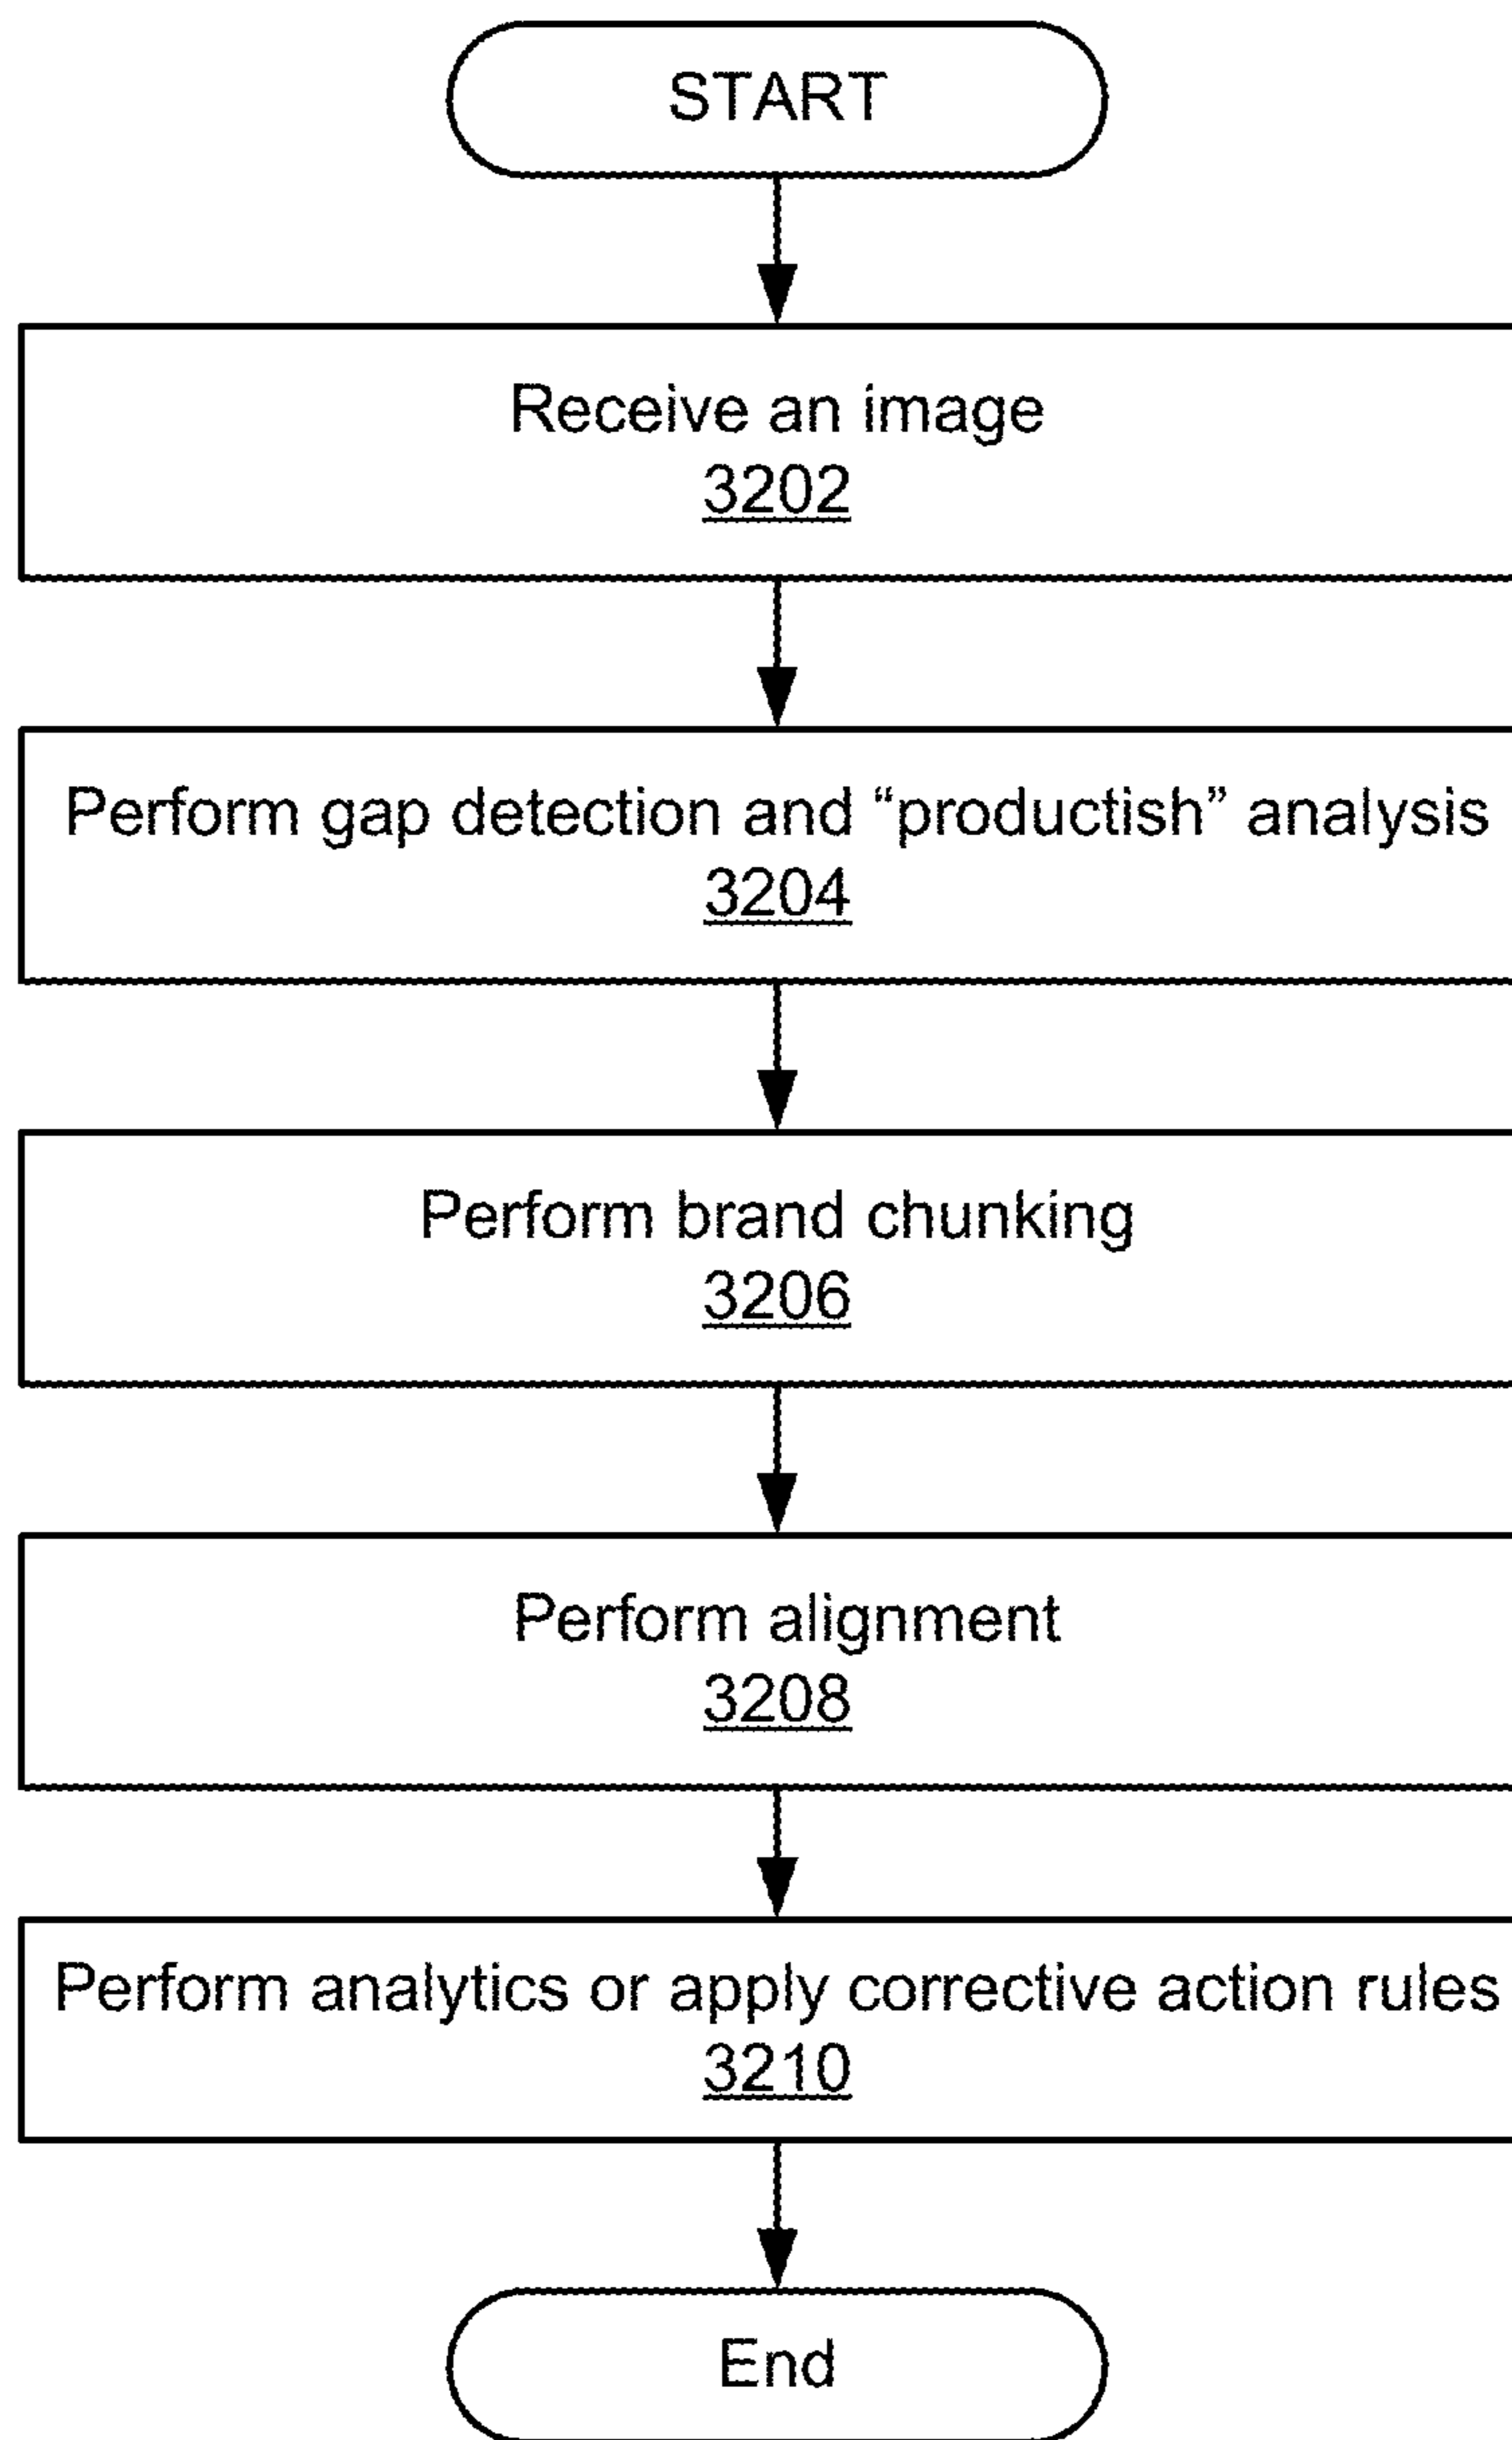 START
Receive an image
3202
Perform gap detection and “productish” analysis
3204
Perform brand chunking
3206
Perform alignment
3208
Perform analytics or apply corrective action rules
3210
End